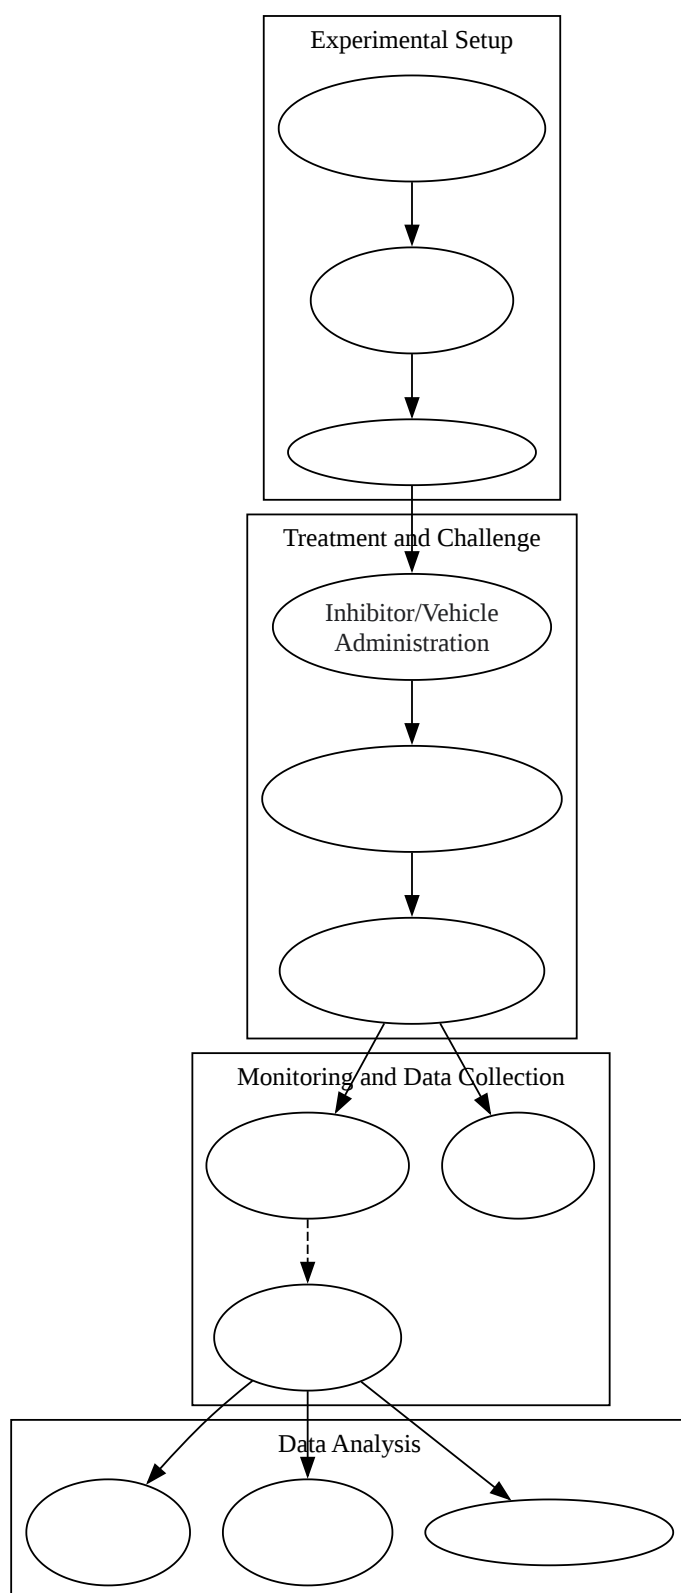 Experimental Setup
Treatment and Challenge
Inhibitor/Vehicle
Administration
Monitoring and Data Collection
Data Analysis